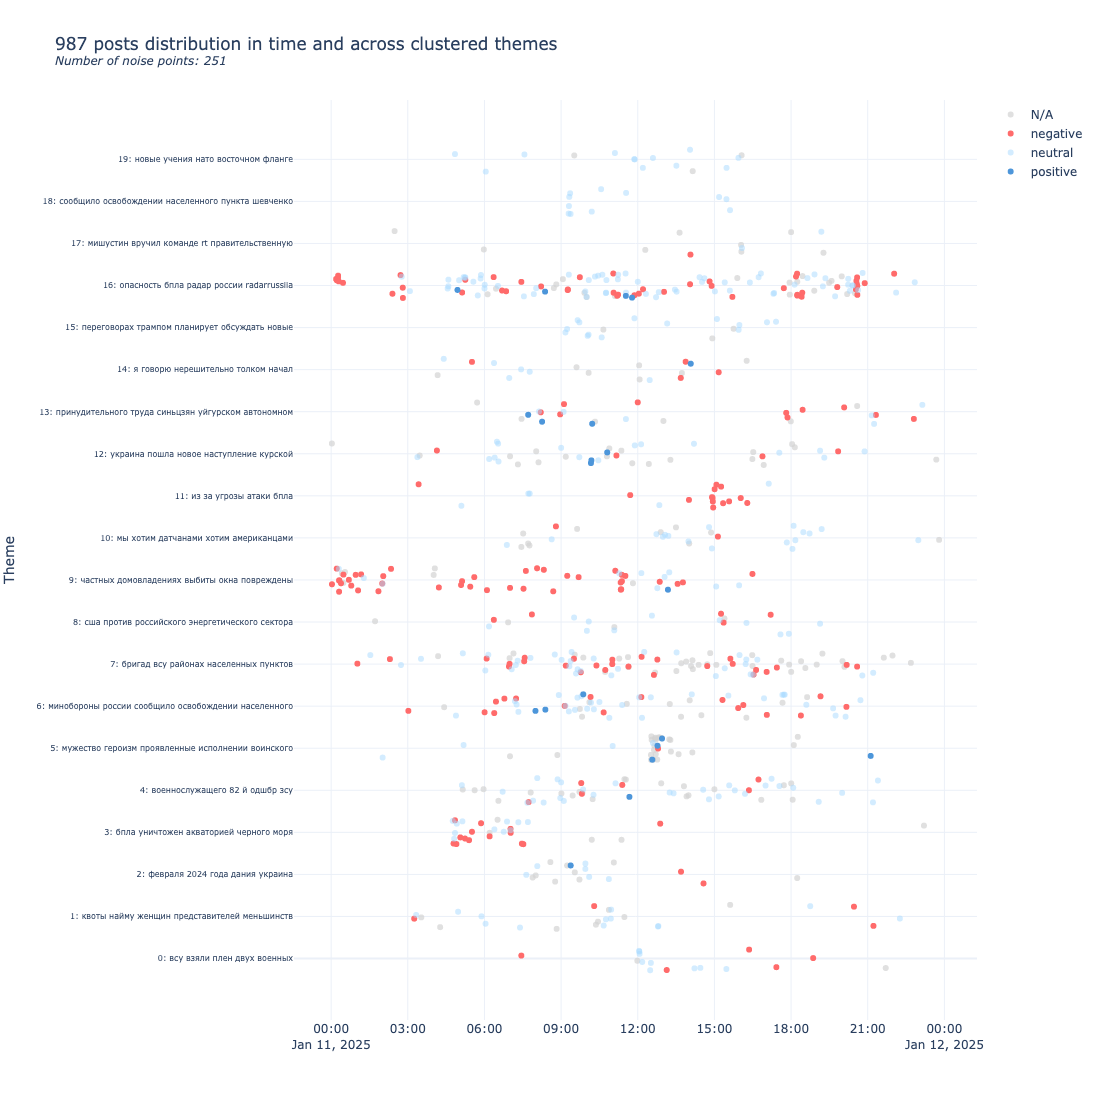 987 posts distribution in time and across clustered themes
Number of noise points: 251
N/A
negative
neutral
positive
Theme
19: новые учения нато восточном фланге
18: сообщило освобождении населенного пункта шевченко
17: мишустин вручил команде rt правительственную
16: опасность бпла радар россии radarrussiia
15: переговорах трампом планирует обсуждать новые
14: я говорю нерешительно толком начал
13: принудительного труда синьцзян уйгурском автономном
12: украина пошла новое наступление курской
11: из за угрозы атаки бпла
10: мы хотим датчанами хотим американцами
9: частных домовладениях выбиты окна повреждены
8: сша против российского энергетического сектора
7: бригад всу районах населенных пунктов
6: минобороны россии сообщило освобождении населенного
5: мужество героизм проявленные исполнении воинского
4: военнослужащего 82 й одшбр зсу
3: бпла уничтожен акваторией черного моря
2: февраля 2024 года дания украина
1: квоты найму женщин представителей меньшинств
0: всу взяли плен двух военных
00:00 03:00 06:00 09:00 12:00 15:00 18:00 21:00 00:00
Jan 11, 2025 Jan 12, 2025